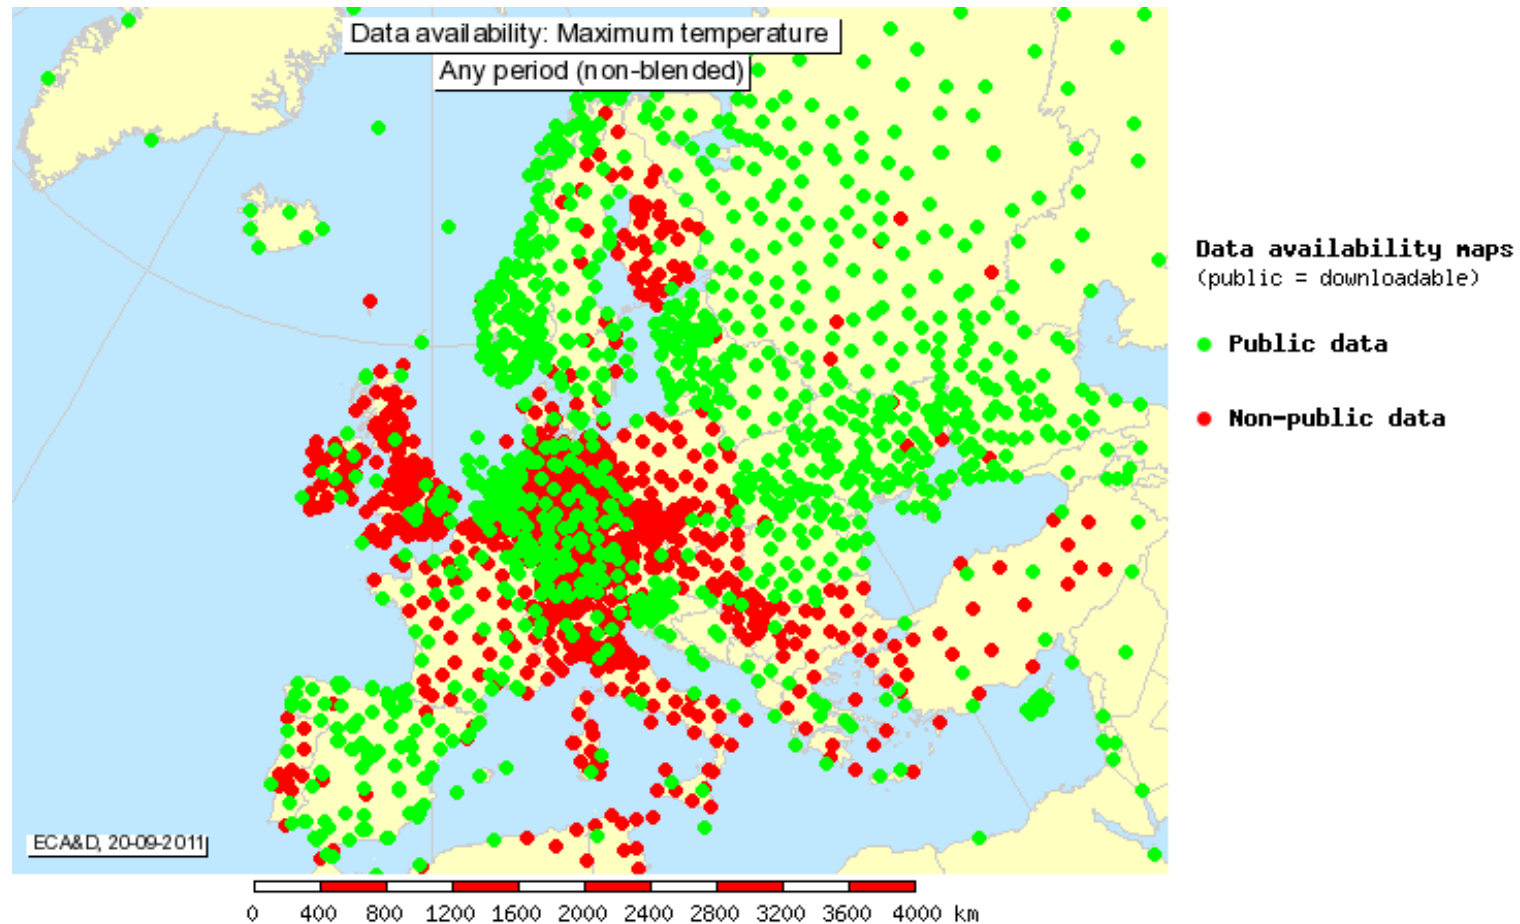 Data availability: Maximum temperature
Any period (non-blended)
Data availability maps
(public = downloadable)
Public data
Non-public data
ECA&D, 20-09-2011
0 400 800 1200 1600 2000 2400 2800 3200 3600 4000 km